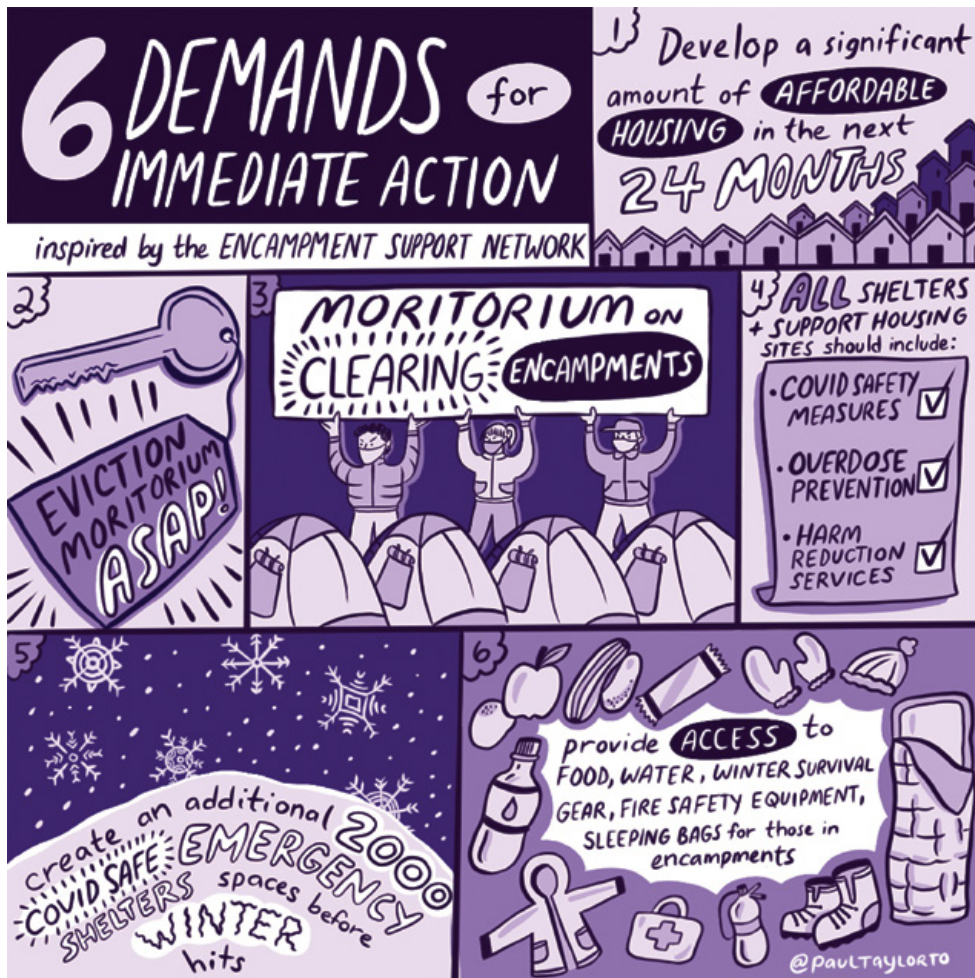 6 DEMANDS for
IMMEDIATE ACTION
inspired by the ENCAMPMENT SUPPORT NETWORK
1
Develop a significant
amount of AFFORDABLE
HOUSING in the next
24 MONTHS
2
EVICTION
MORITORIUM
ASAP!
3
MORITORIUM ON
CLEARING ENCAMPMENTS
4
ALL SHELTERS
+ SUPPORT HOUSING
SITES should include:
• COVID SAFETY
MEASURES
• OVERDOSE
PREVENTION
• HARM
REDUCTION
SERVICES
5
create an additional 2000
COVID SAFE EMERGENCY
SHELTERS spaces before
WINTER
hits
6
provide ACCESS to
FOOD, WATER, WINTER SURVIVAL
GEAR, FIRE SAFETY EQUIPMENT,
SLEEPING BAGS for those in
encampments
@PAULTAYLORTO